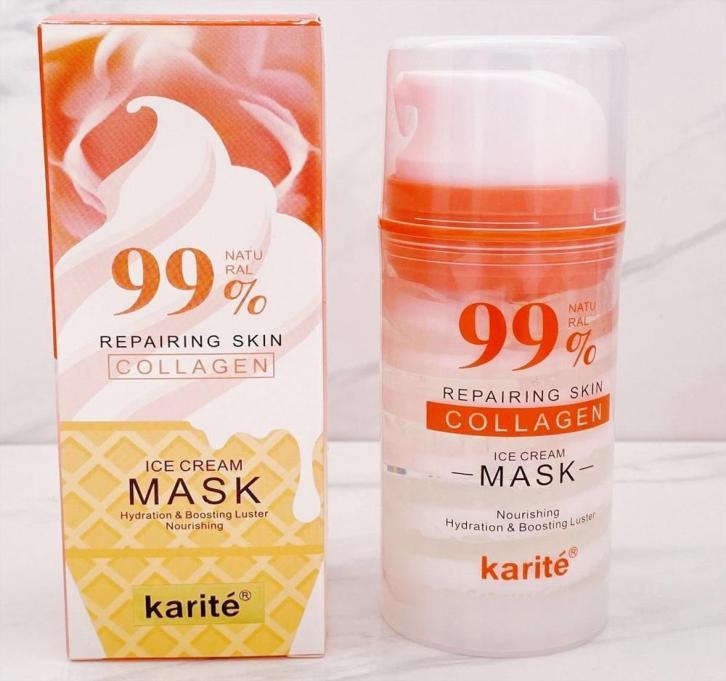 99%
NATU
RAL
REPAIRING SKIN
COLLAGEN
ICE CREAM
MASK
Hydration & Boosting Luster
Nourishing
karité®
99%
NATU
RAL
REPAIRING SKIN
COLLAGEN
ICE CREAM
—MASK—
Nourishing
Hydration & Boosting Luster
karité®